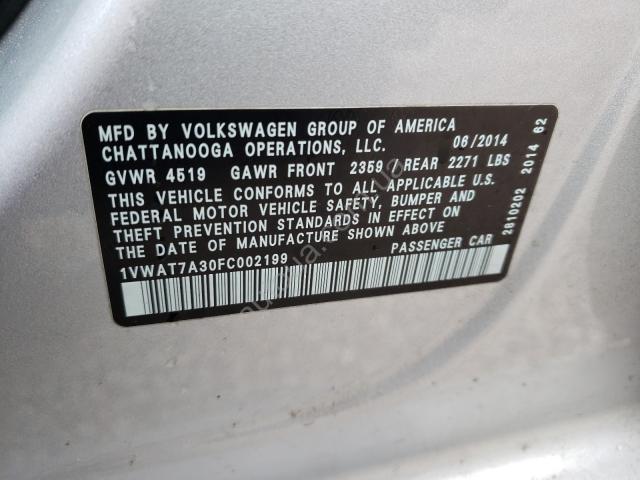 MFD BY VOLKSWAGEN GROUP OF AMERICA
CHATTANOOGA OPERATIONS, LLC. 06/2014
GVWR 4519 GAWR FRONT 2359 REAR 2271 LBS
THIS VEHICLE CONFORMS TO ALL APPLICABLE U.S.
FEDERAL MOTOR VEHICLE SAFETY, BUMPER AND
THEFT PREVENTION STANDARDS IN EFFECT ON
THE DATE OF MANUFACTURE SHOWN ABOVE
1VWAT7A30FC002199 PASSENGER CAR
2810202 2014 62